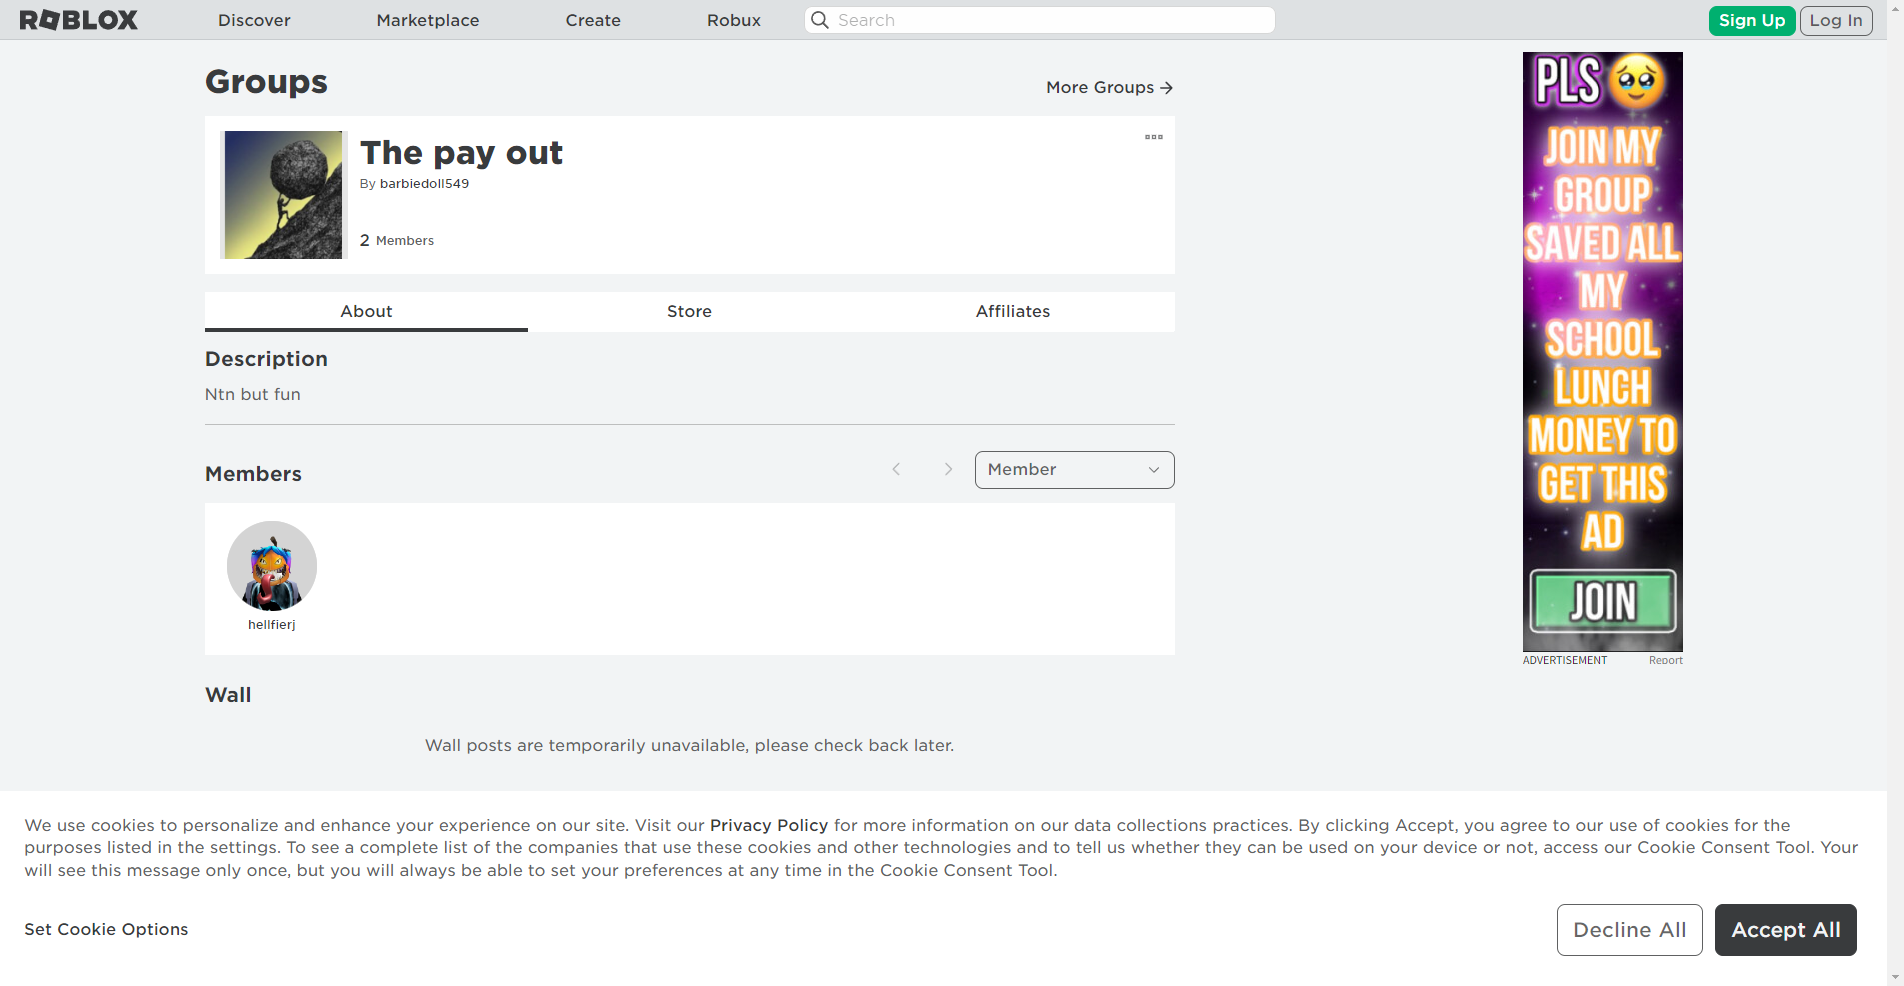 ROBLOX
Discover
Marketplace
Create
Robux
Search
Sign Up
Log In
Groups
More Groups
The pay out
By barbiedoll549
2 Members
About
Store
Affiliates
Description
Ntn but fun
Members
Member
hellfierj
Wall
Wall posts are temporarily unavailable, please check back later.
PLS
JOIN MY
GROUP
SAVED ALL
MY
SCHOOL
LUNCH
MONEY TO
GET THIS
AD
JOIN
ADVERTISEMENT
Report
We use cookies to personalize and enhance your experience on our site. Visit our Privacy Policy for more information on our data collections practices. By clicking Accept, you agree to our use of cookies for the
purposes listed in the settings. To see a complete list of the companies that use these cookies and other technologies and to tell us whether they can be used on your device or not, access our Cookie Consent Tool. Your
will see this message only once, but you will always be able to set your preferences at any time in the Cookie Consent Tool.
Set Cookie Options
Decline All
Accept All